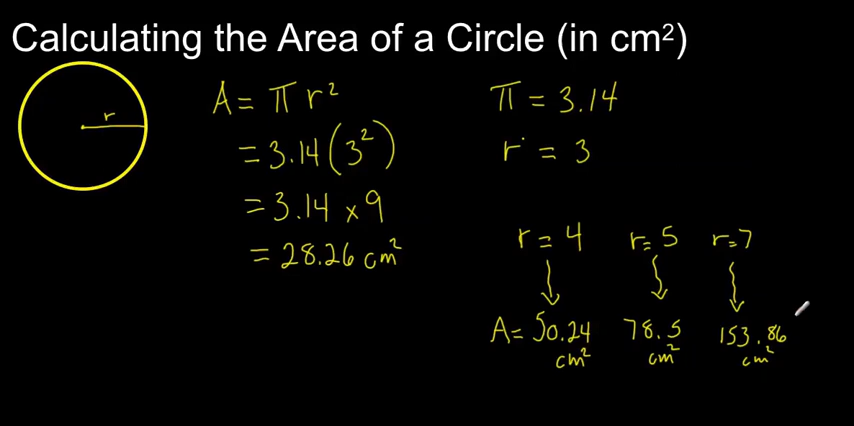 Calculating the Area of a Circle (in cm²)
r
A = π r²
= 3.14 (3²)
= 3.14 x 9
= 28.26 cm²
π = 3.14
r = 3
r = 4 r = 5 r = 7
A = 50.24 78.5 153.86
cm² cm² cm²